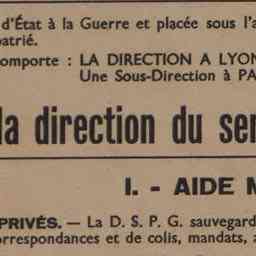 d'État à la Guerre et placée sous l'a
patrié.
omporte : LA DIRECTION A LYON
Une Sous-Direction à PA
la direction du ser
I. - AIDE M
PRIVÉS. — La D. S. P. G. sauvegard
orrespondances et de colis, mandats, a